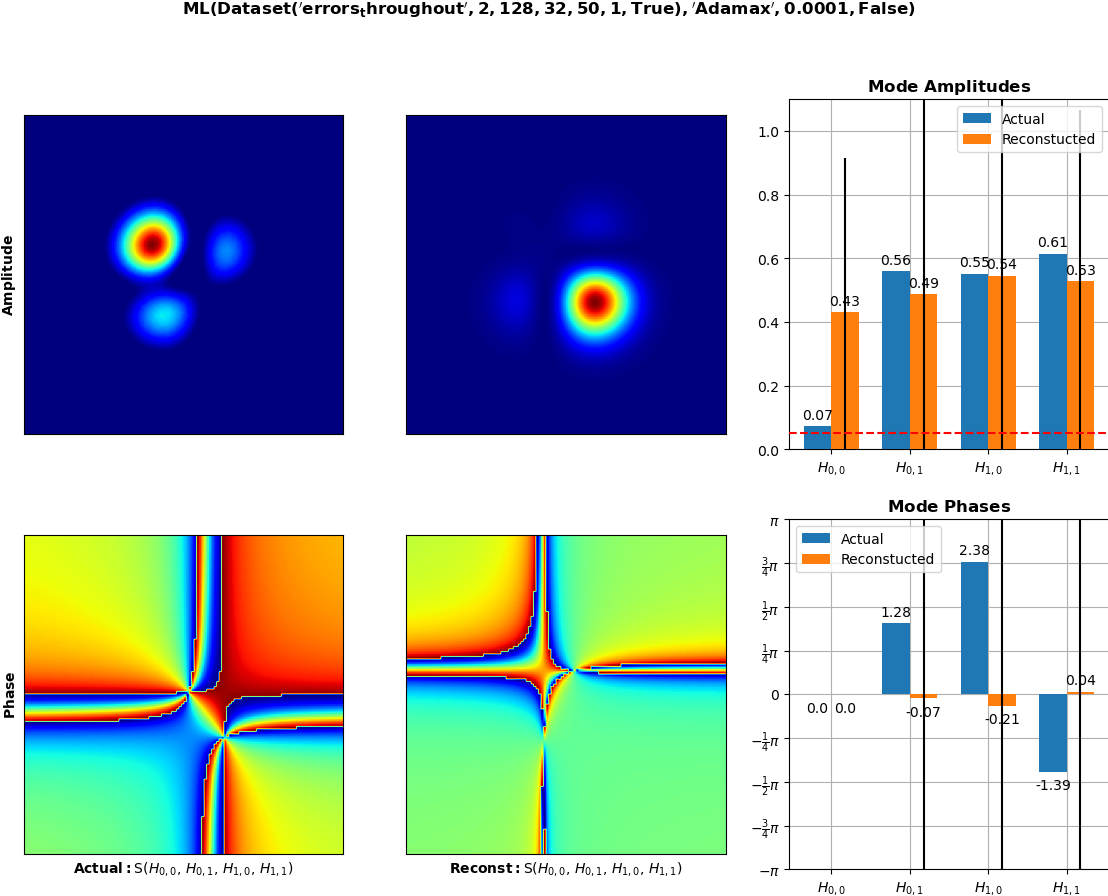 ML(Dataset('errors_throughout', 2, 128, 32, 50, 1, True), 'Adamax', 0.0001, False)
Amplitude
Mode Amplitudes
Actual
Reconstucted
1.0
0.8
0.6
0.4
0.2
0.0
0.07
0.43
0.56
0.49
0.55
0.54
0.61
0.53
H0,0
H0,1
H1,0
H1,1
Phase
Actual: S(H0,0, H0,1, H1,0, H1,1)
Reconst: S(H0,0, H0,1, H1,0, H1,1)
Mode Phases
Actual
Reconstucted
π
3/4π
1/2π
1/4π
0
−1/4π
−1/2π
−3/4π
−π
0.0
0.0
1.28
-0.07
2.38
-0.21
-1.39
0.04
H0,0
H0,1
H1,0
H1,1